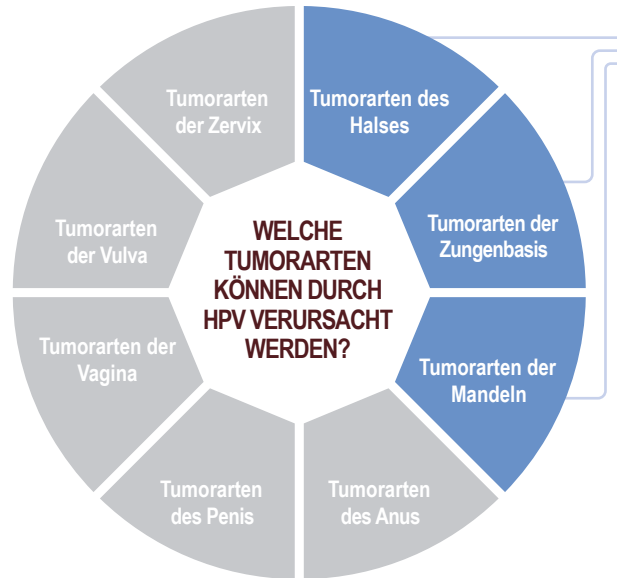 Tumorarten
der Zervix
Tumorarten des
Halses
Tumorarten der
Zungenbasis
Tumorarten der
Mandeln
Tumorarten
des Anus
Tumorarten
des Penis
Tumorarten der
Vagina
Tumorarten
der Vulva
WELCHE
TUMORARTEN
KÖNNEN DURCH
HPV VERURSACHT
WERDEN?